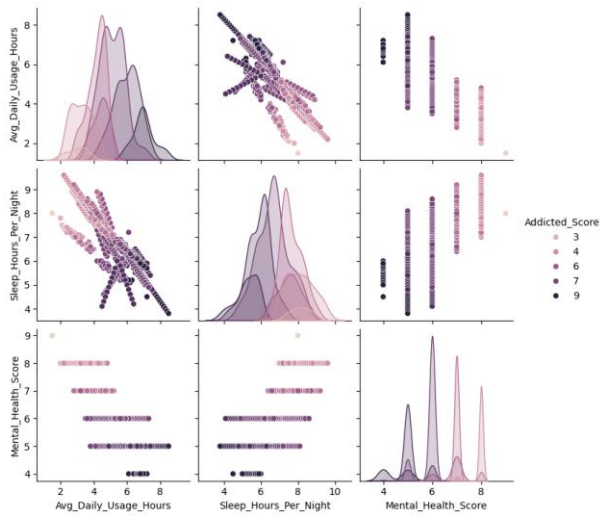 Avg_Daily_Usage_Hours
8
6
4
2
Sleep_Hours_Per_Night
9
8
7
6
5
4
Addicted_Score
3
4
6
7
9
Mental_Health_Score
9
8
7
6
5
4
2 4 6 8
4 6 8 10
4 6 8
Avg_Daily_Usage_Hours Sleep_Hours_Per_Night Mental_Health_Score